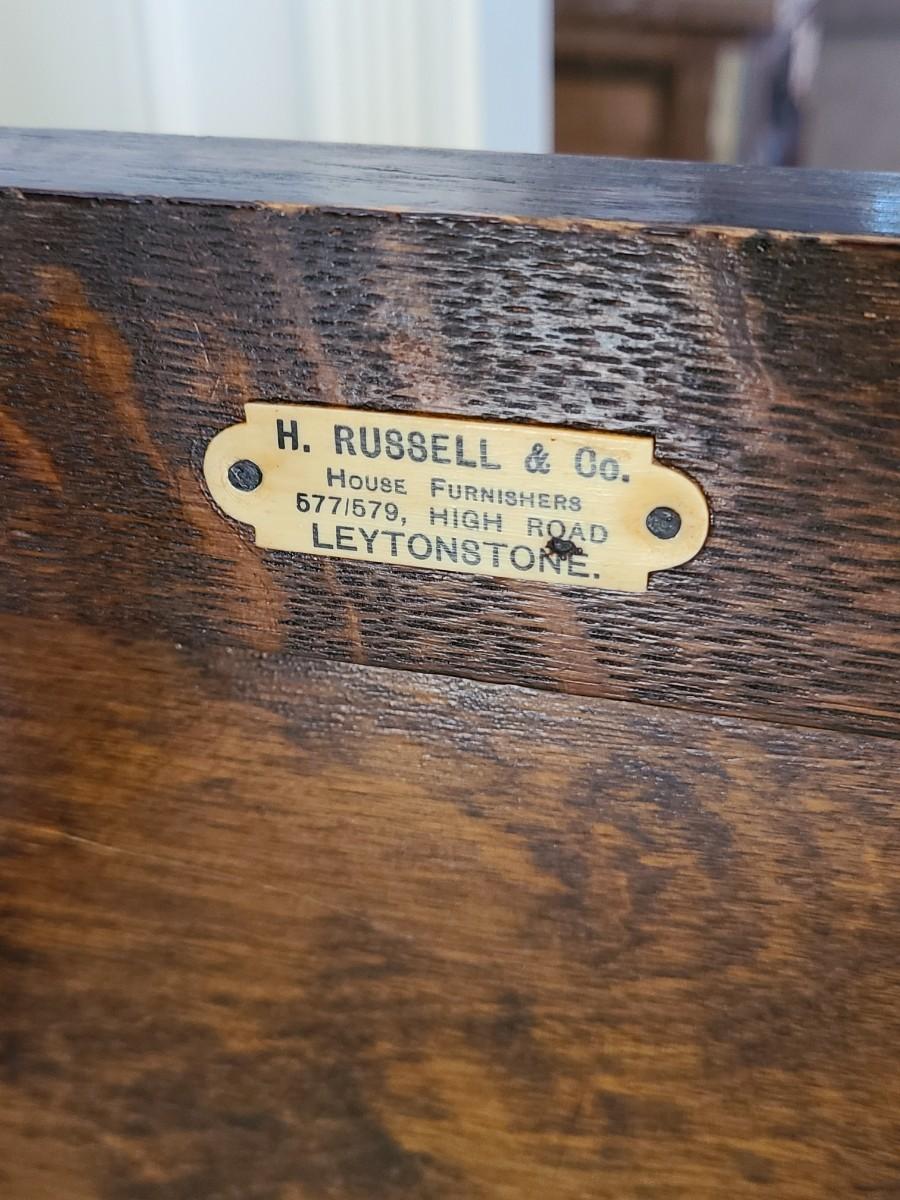 H. RUSSELL & Co.
HOUSE FURNISHERS
577/579, HIGH ROAD
LEYTONSTONE.